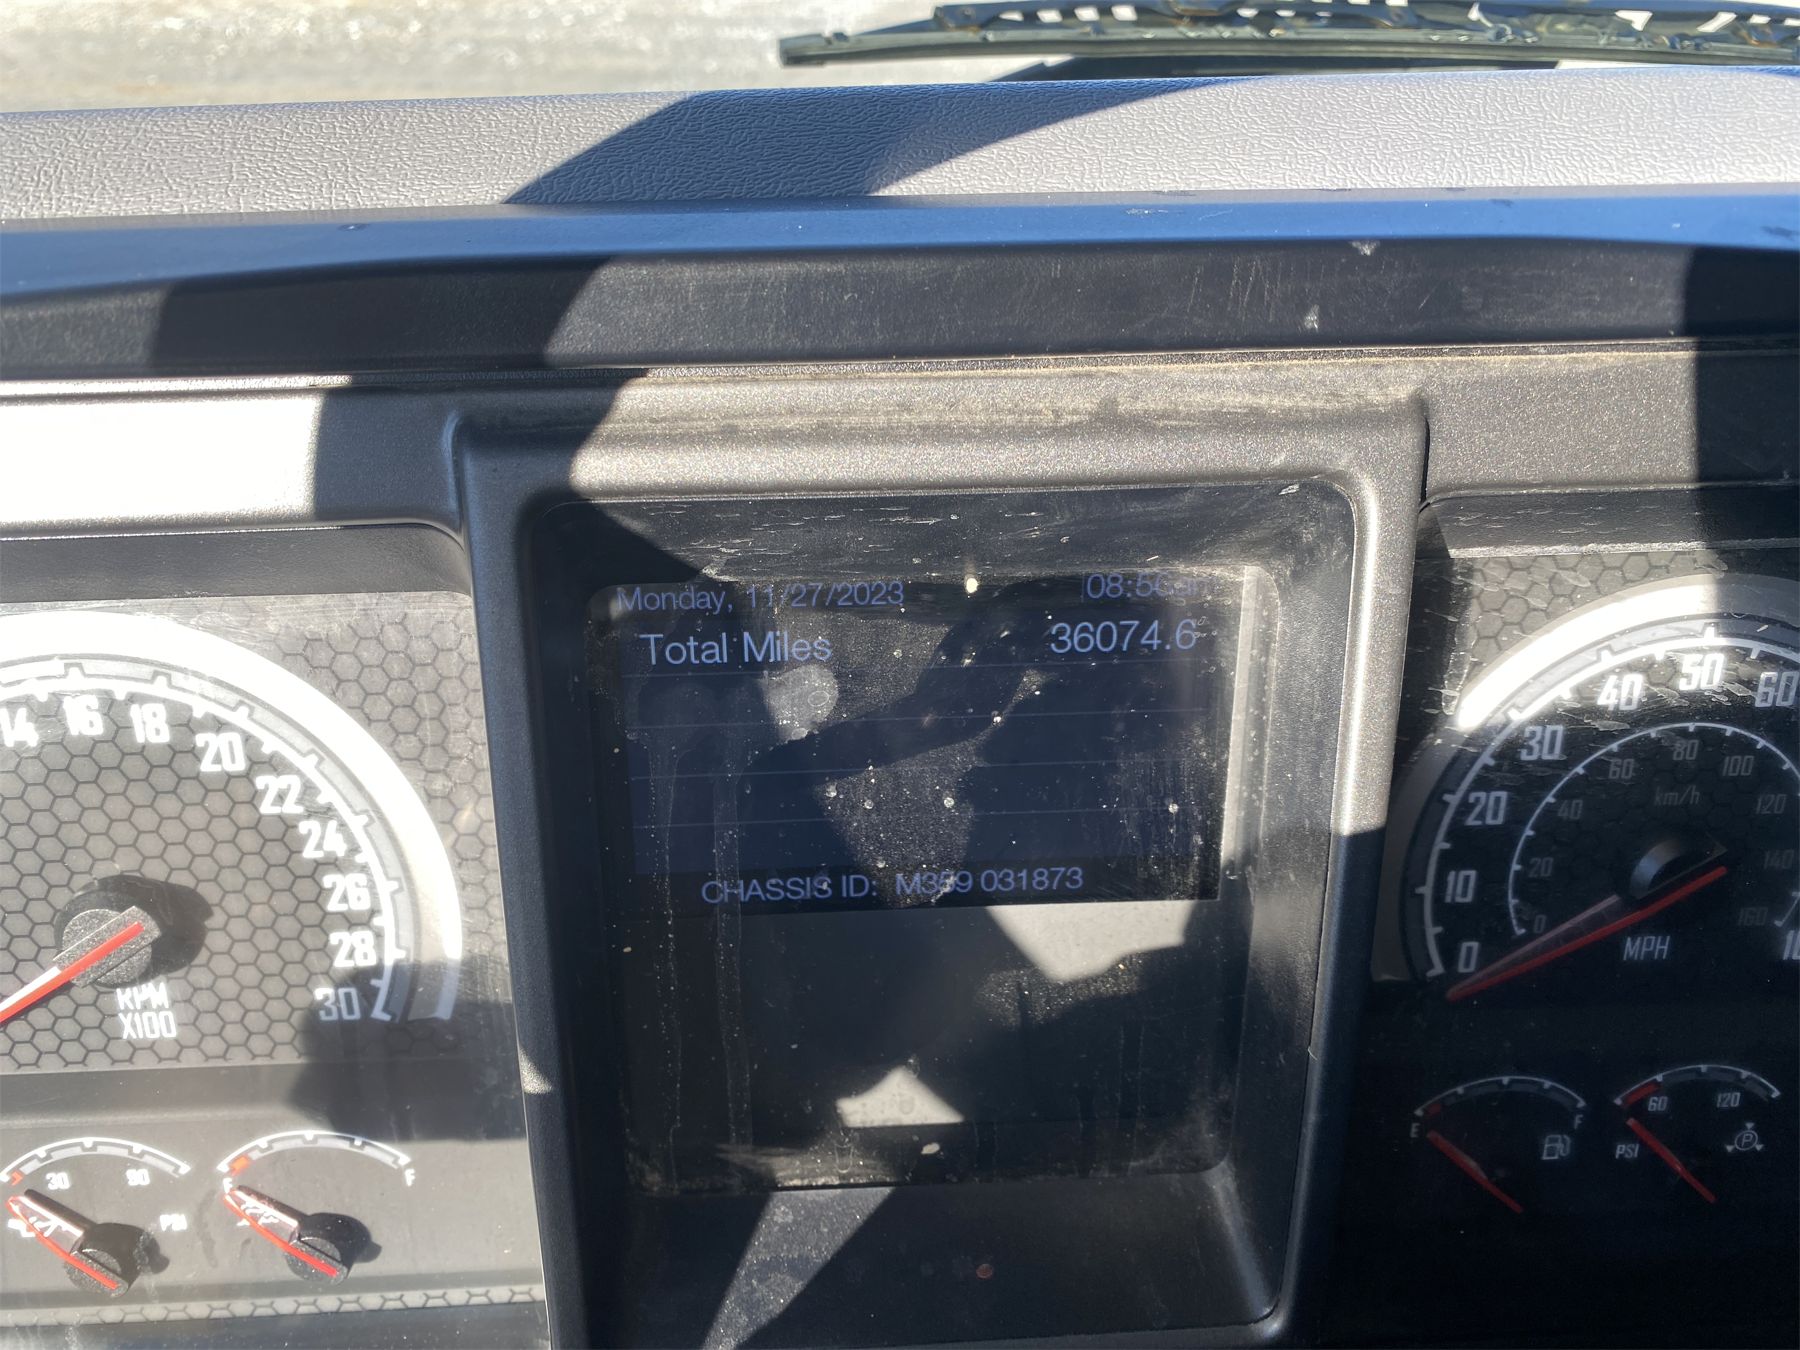 Monday, 11/27/2023
Total Miles 36074.6
CHASSIS ID: M359 031873
14 16 18 20 22 24 26 28 30
RPM
X100
0 10 20 30 40 50 60
0 20 40 60 80 100 120 140 160
km/h
MPH
30 90
PSI
F
E F
60 120
PSI
P